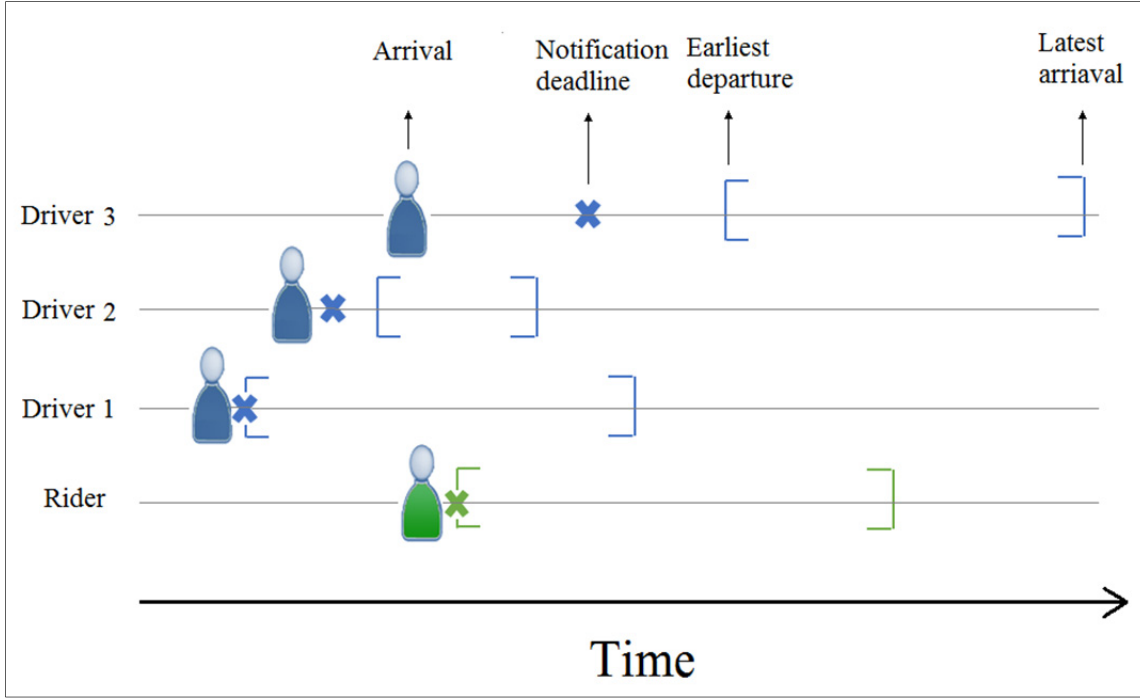 Arrival
Notification
deadline
Earliest
departure
Latest
arriaval
Driver 3
Driver 2
Driver 1
Rider
Time